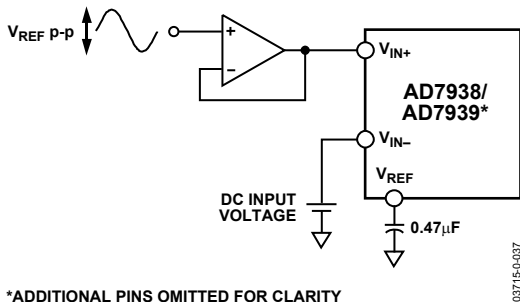 VREF p-p
+
−
VIN+
AD7938/
AD7939*
VIN−
VREF
DC INPUT
VOLTAGE
0.47µF
*ADDITIONAL PINS OMITTED FOR CLARITY
03715-0-037